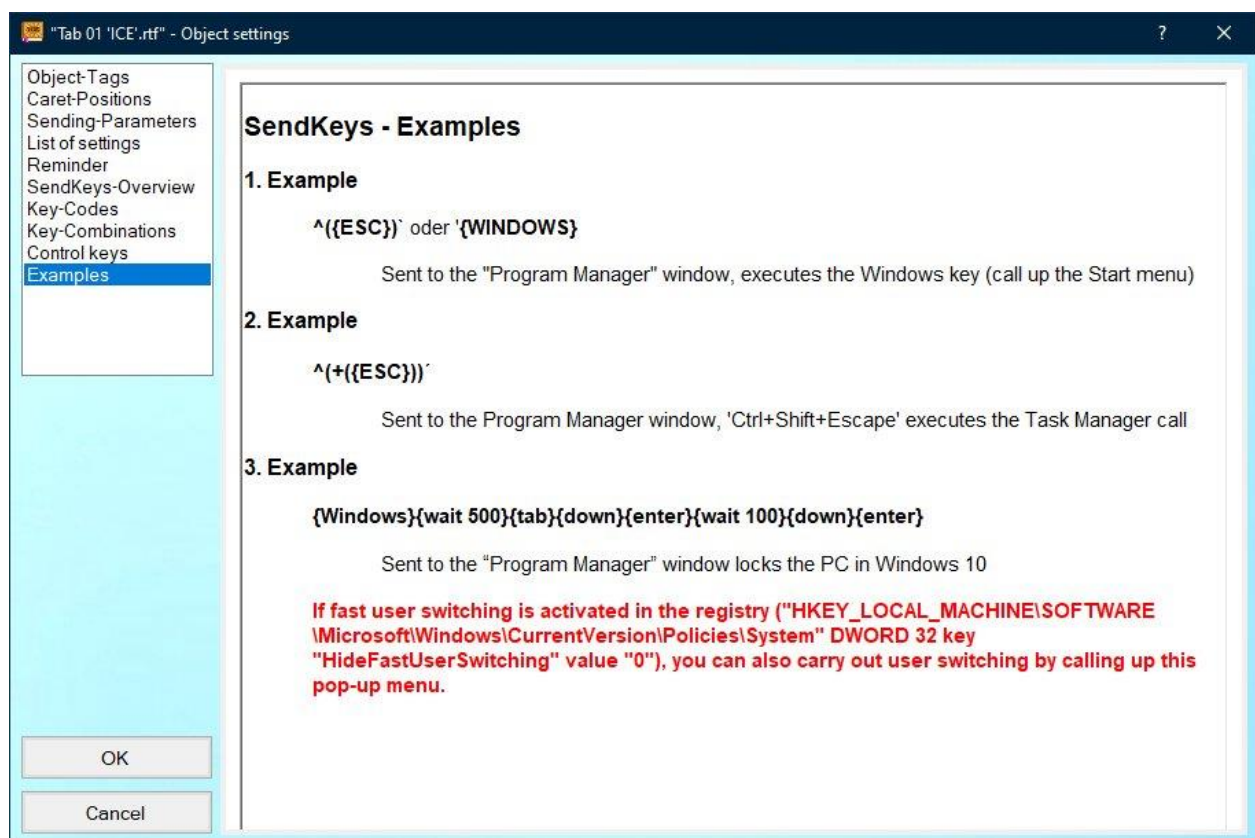 "Tab 01 'ICE'.rtf" - Object settings
?
Object-Tags
Caret-Positions
Sending-Parameters
List of settings
Reminder
SendKeys-Overview
Key-Codes
Key-Combinations
Control keys
Examples
OK
Cancel
SendKeys - Examples
1. Example
^({ESC})` oder '{WINDOWS}
Sent to the "Program Manager" window, executes the Windows key (call up the Start menu)
2. Example
^(+({ESC}))´
Sent to the Program Manager window, 'Ctrl+Shift+Escape' executes the Task Manager call
3. Example
{Windows}{wait 500}{tab}{down}{enter}{wait 100}{down}{enter}
Sent to the “Program Manager” window locks the PC in Windows 10
If fast user switching is activated in the registry ("HKEY_LOCAL_MACHINE\SOFTWARE
\Microsoft\Windows\CurrentVersion\Policies\System" DWORD 32 key
"HideFastUserSwitching" value "0"), you can also carry out user switching by calling up this
pop-up menu.